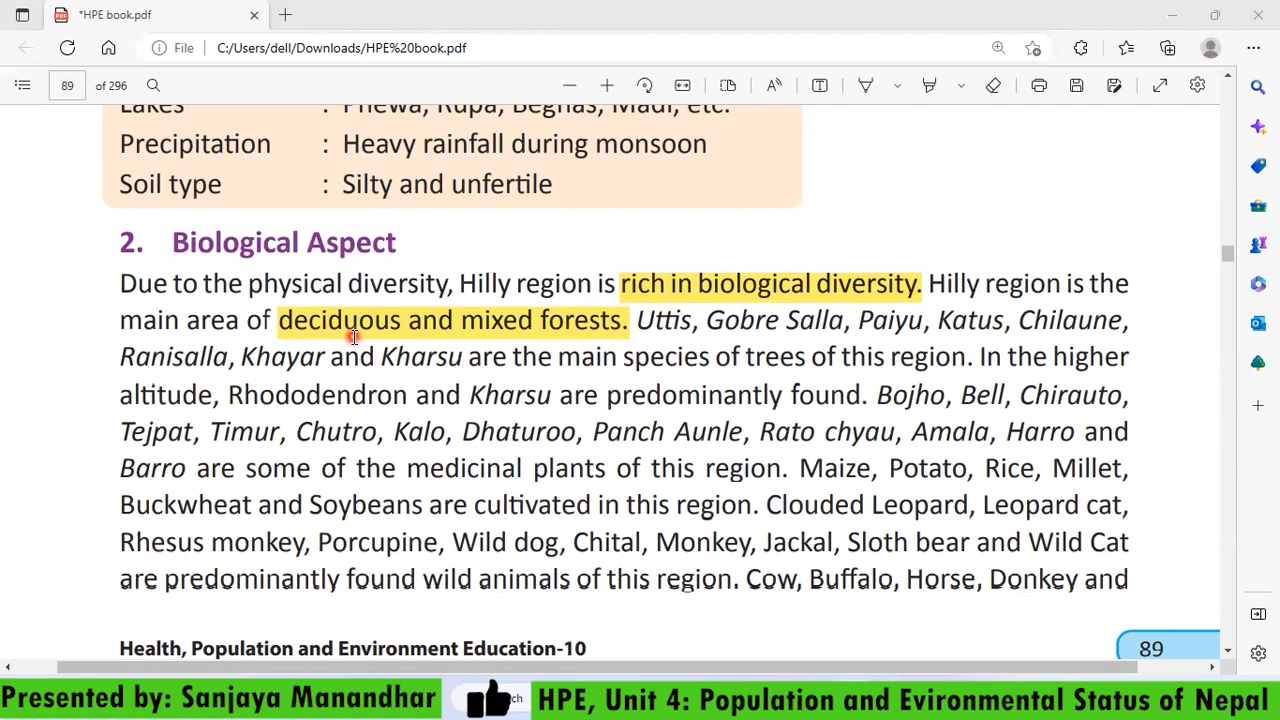 *HPE book.pdf
File C:/Users/dell/Downloads/HPE%20book.pdf
89 of 296
Lakes : Phewa, Rupa, Begnas, Madi, etc.
Precipitation : Heavy rainfall during monsoon
Soil type : Silty and unfertile
2. Biological Aspect
Due to the physical diversity, Hilly region is rich in biological diversity. Hilly region is the
main area of deciduous and mixed forests. Uttis, Gobre Salla, Paiyu, Katus, Chilaune,
Ranisalla, Khayar and Kharsu are the main species of trees of this region. In the higher
altitude, Rhododendron and Kharsu are predominantly found. Bojho, Bell, Chirauto,
Tejpat, Timur, Chutro, Kalo, Dhaturoo, Panch Aunle, Rato chyau, Amala, Harro and
Barro are some of the medicinal plants of this region. Maize, Potato, Rice, Millet,
Buckwheat and Soybeans are cultivated in this region. Clouded Leopard, Leopard cat,
Rhesus monkey, Porcupine, Wild dog, Chital, Monkey, Jackal, Sloth bear and Wild Cat
are predominantly found wild animals of this region. Cow, Buffalo, Horse, Donkey and
Health, Population and Environment Education-10 89
Presented by: Sanjaya Manandhar HPE, Unit 4: Population and Evironmental Status of Nepal